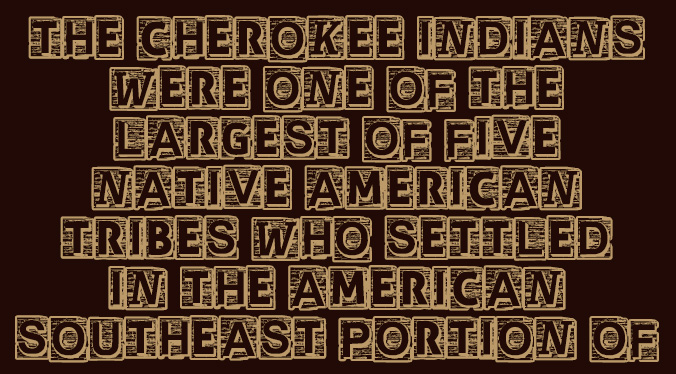 THE CHEROKEE INDIANS
WERE ONE OF THE
LARGEST OF FIVE
NATIVE AMERICAN
TRIBES WHO SETTLED
IN THE AMERICAN
SOUTHEAST PORTION OF